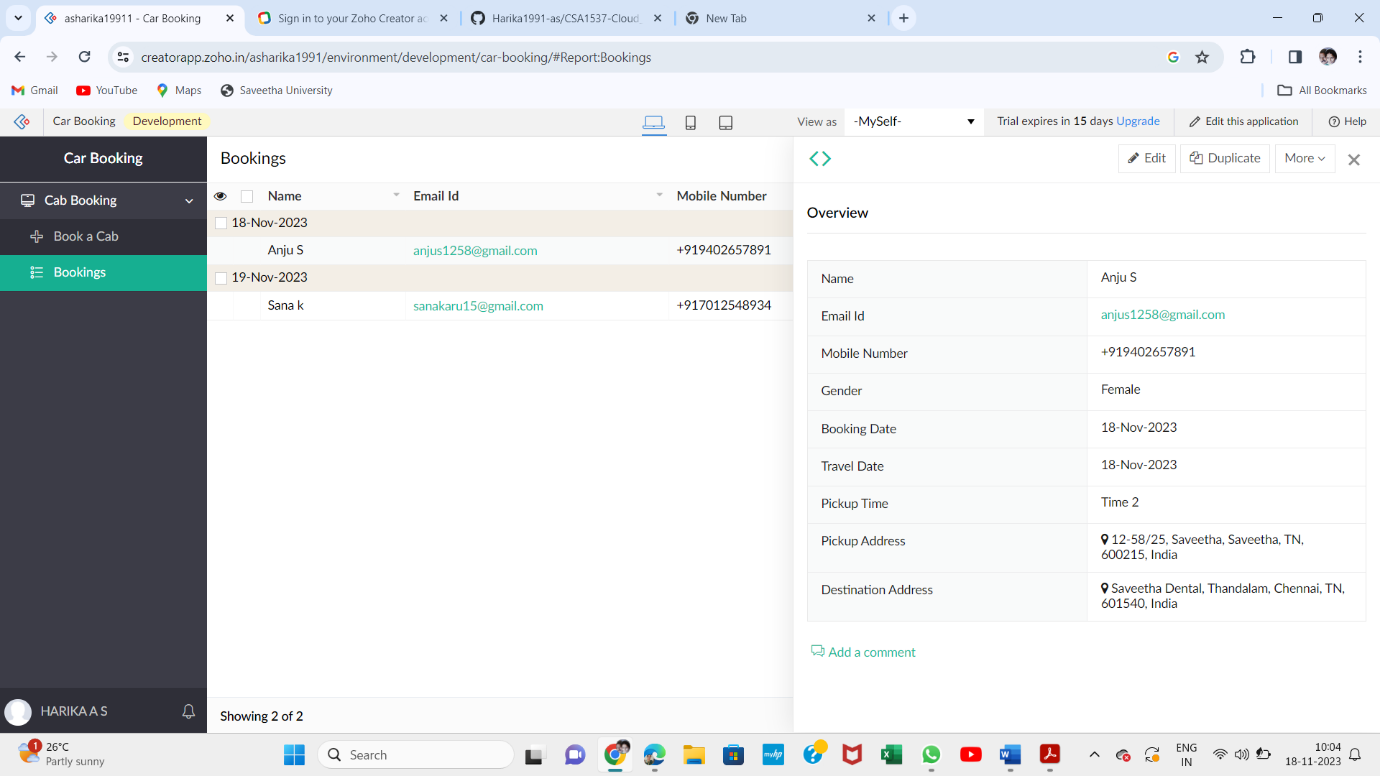 asharika19911 - Car Booking
Sign in to your Zoho Creator ac
Harika1991-as/CSA1537-Cloud
New Tab
creatorapp.zoho.in/asharika1991/environment/development/car-booking/#Report:Bookings
Gmail YouTube Maps Saveetha University All Bookmarks
Car Booking Development View as -MySelf- Trial expires in 15 days Upgrade Edit this application Help
Car Booking
Cab Booking
Book a Cab
Bookings
HARIKA A S
Bookings
Name Email Id Mobile Number
18-Nov-2023
Anju S anjus1258@gmail.com +919402657891
19-Nov-2023
Sana k sanakaru15@gmail.com +917012548934
Showing 2 of 2
Edit Duplicate More
Overview
Name Anju S
Email Id anjus1258@gmail.com
Mobile Number +919402657891
Gender Female
Booking Date 18-Nov-2023
Travel Date 18-Nov-2023
Pickup Time Time 2
Pickup Address 12-58/25, Saveetha, Saveetha, TN,
600215, India
Destination Address Saveetha Dental, Thandalam, Chennai, TN,
601540, India
Add a comment
1 26°C
Partly sunny
Search
myhp
ENG
IN
10:04
18-11-2023